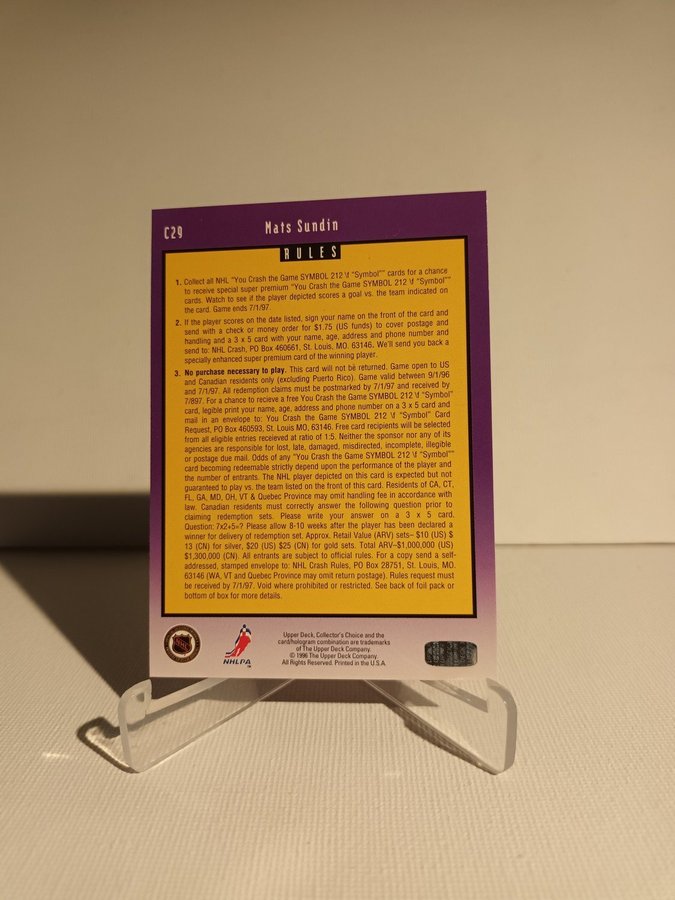 C29
Mats Sundin
RULES
1. Collect all NHL "You Crash the Game SYMBOL 212 \f "Symbol"" cards for a chance
to receive special super premium "You Crash the Game SYMBOL 212 \f "Symbol""
cards. Watch to see if the player depicted scores a goal vs. the team indicated on
the card. Game ends 7/1/97.
2. If the player scores on the date listed, sign your name on the front of the card and
send with a check or money order for $1.75 (US funds) to cover postage and
handling and a 3 x 5 card with your name, age, address and phone number and
send to: NHL Crash, PO Box 460661, St. Louis, MO. 63146. We'll send you back a
specially enhanced super premium card of the winning player.
3. No purchase necessary to play. This card will not be returned. Game open to US
and Canadian residents only (excluding Puerto Rico). Game valid between 9/1/96
and 7/1/97. All redemption claims must be postmarked by 7/1/97 and received by
7/897. For a chance to recieve a free You Crash the Game SYMBOL 212 \f "Symbol"
card, legible print your name, age, address and phone number on a 3 x 5 card and
mail in an envelope to: You Crash the Game SYMBOL 212 \f "Symbol" Card
Request, PO Box 460593, St. Louis MO, 63146. Free card recipients will be selected
from all eligible entries receieved at ratio of 1:5. Neither the sponsor nor any of its
agencies are responsible for lost, late, damaged, misdirected, incomplete, illegible
or postage due mail. Odds of any "You Crash the Game SYMBOL 212 \f "Symbol""
card becoming redeemable strictly depend upon the performance of the player and
the number of entrants. The NHL player depicted on this card is expected but not
guaranteed to play vs. the team listed on the front of this card. Residents of CA, CT,
FL, GA, MD, OH, VT & Quebec Province may omit handling fee in accordance with
law. Canadian residents must correctly answer the following question prior to
claiming redemption sets. Please write your answer on a 3 x 5 card.
Question: 7x2+5=? Please allow 8-10 weeks after the player has been declared a
winner for delivery of redemption set. Approx. Retail Value (ARV) sets– $10 (US) $
13 (CN) for silver, $20 (US) $25 (CN) for gold sets. Total ARV–$1,000,000 (US)
$1,300,000 (CN). All entrants are subject to official rules. For a copy send a self-
addressed, stamped envelope to: NHL Crash Rules, PO Box 28751, St. Louis, MO.
63146 (WA, VT and Quebec Province may omit return postage). Rules request must
be received by 7/1/97. Void where prohibited or restricted. See back of foil pack or
bottom of box for more details.
NHLPA
Upper Deck, Collector's Choice and the
card/hologram combination are trademarks
of The Upper Deck Company.
© 1996 The Upper Deck Company.
All Rights Reserved. Printed in the U.S.A.